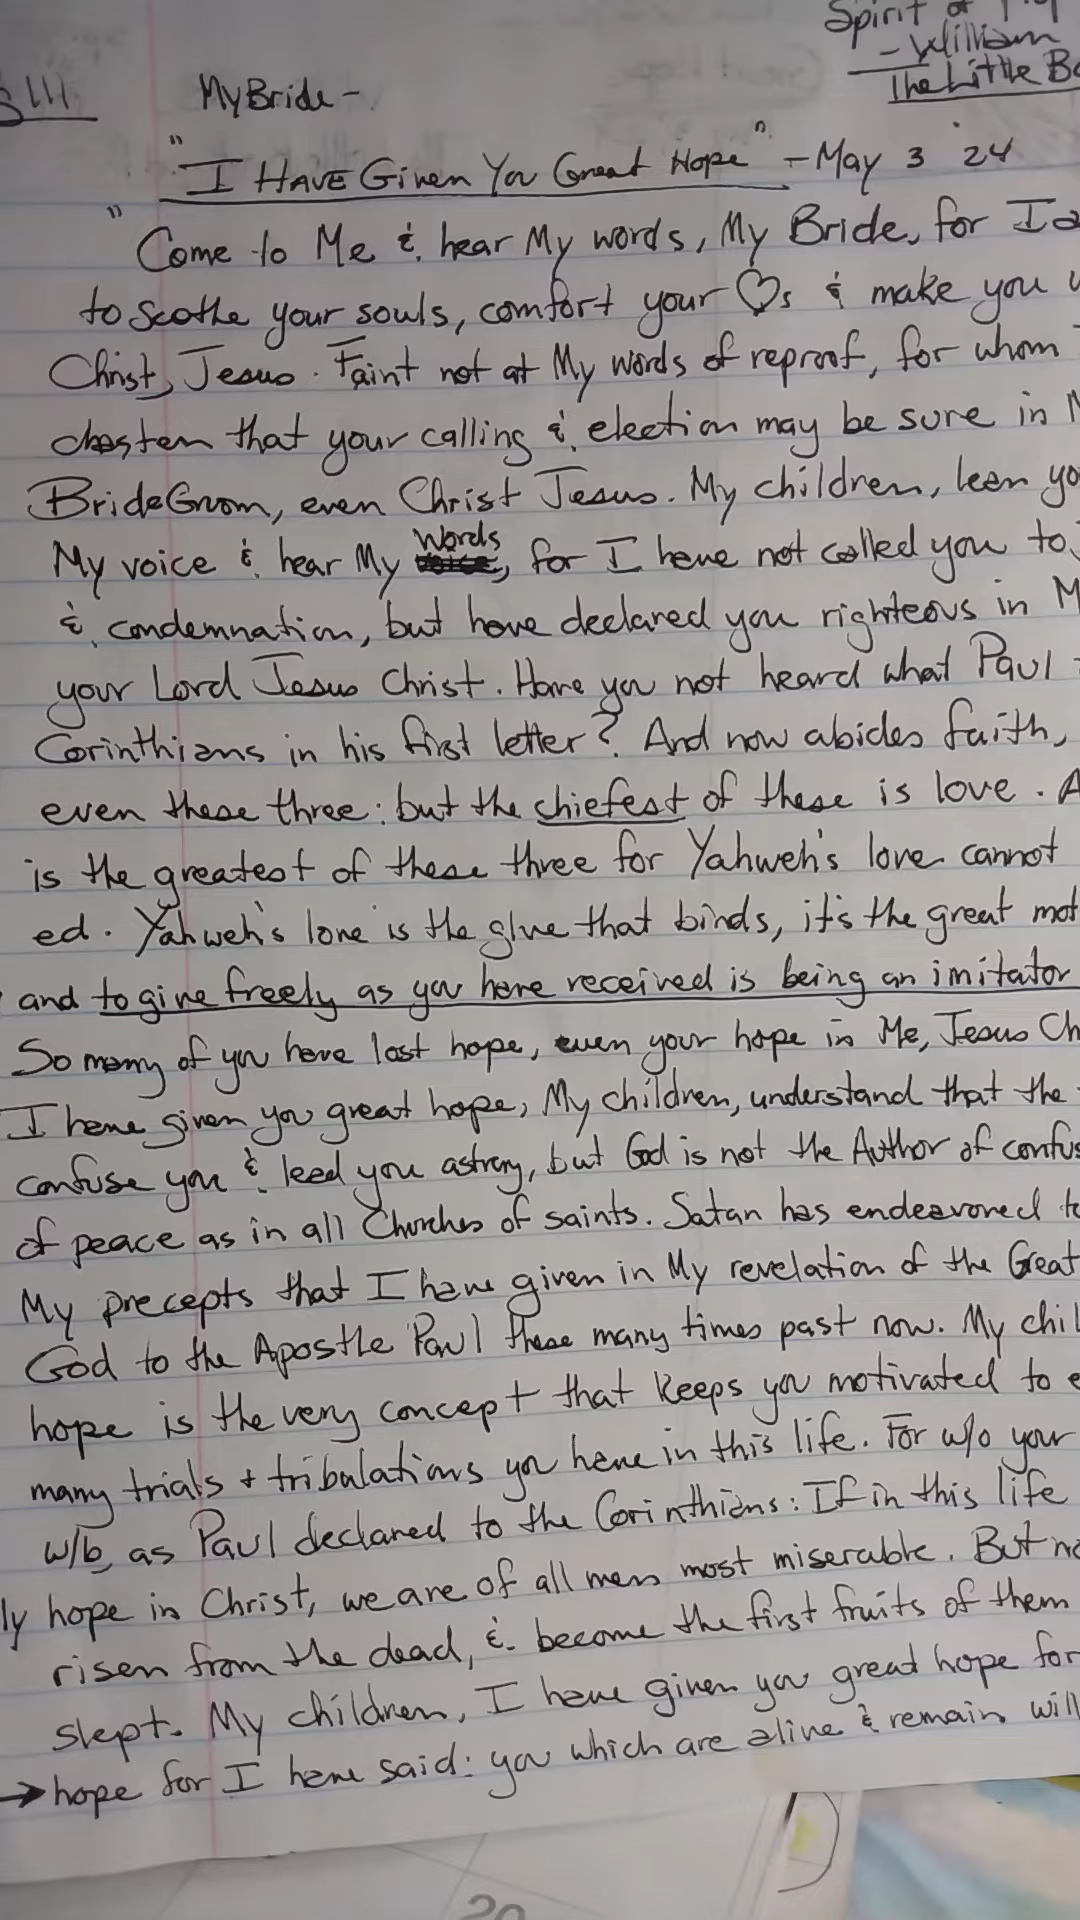 Spirit of
- William
The Little
111 My Bride -
"I HAVE Given You Great Hope" - May 3 '24
"Come to Me & hear My words, My Bride, for I
to soothe your souls, comfort your ♡s & make you
Christ, Jesus. Faint not at My words of reproof, for whom
chasten that your calling & election may be sure in
BrideGroom, even Christ Jesus. My children, lean
My voice & hear My Words, for I have not called you to
& condemnation, but have declared you righteous in
your Lord Jesus Christ. Have you not heard what Paul
Corinthians in his first letter? And now abides faith,
even these three: but the chiefest of these is love.
is the greatest of these three for Yahweh's love cannot
ed. Yahweh's love is the glue that binds, it's the great mot
and to give freely as you have received is being an imitator
So many of you have lost hope, even your hope in Me, Jesus Ch
I have given you great hope, My children, understand that the
confuse you & lead you astray, but God is not the Author of confus
of peace as in all Churches of saints. Satan has endeavored
My precepts that I have given in My revelation of the Great
God to the Apostle Paul these many times past now. My chil
hope is the very concept that keeps you motivated to
many trials + tribulations you have in this life. For w/o your
w/b, as Paul declared to the Corinthians: If in this life
ly hope in Christ, we are of all men most miserable. But
risen from the dead, & become the first fruits of them
slept. My children, I have given you great hope for
→ hope for I have said: you which are alive & remain will
20